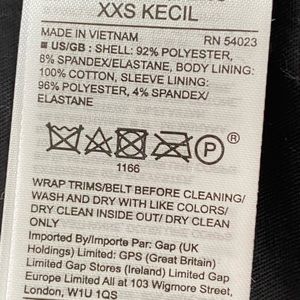 XXS KECIL
MADE IN VIETNAM RN 54023
US/GB : SHELL: 92% POLYESTER,
8% SPANDEX/ELASTANE, BODY LINING:
100% COTTON, SLEEVE LINING:
96% POLYESTER, 4% SPANDEX/
ELASTANE
P ®
1166
WRAP TRIMS/BELT BEFORE CLEANING/
WASH AND DRY WITH LIKE COLORS/
DRY CLEAN INSIDE OUT/ DRY CLEAN
ONLY
Imported By/Importe Par: Gap (UK
Holdings) Limited: GPS (Great Britain)
Limited Gap Stores (Ireland) Limited Gap
Europe Limited All at 103 Wigmore Street,
London, W1U 1QS